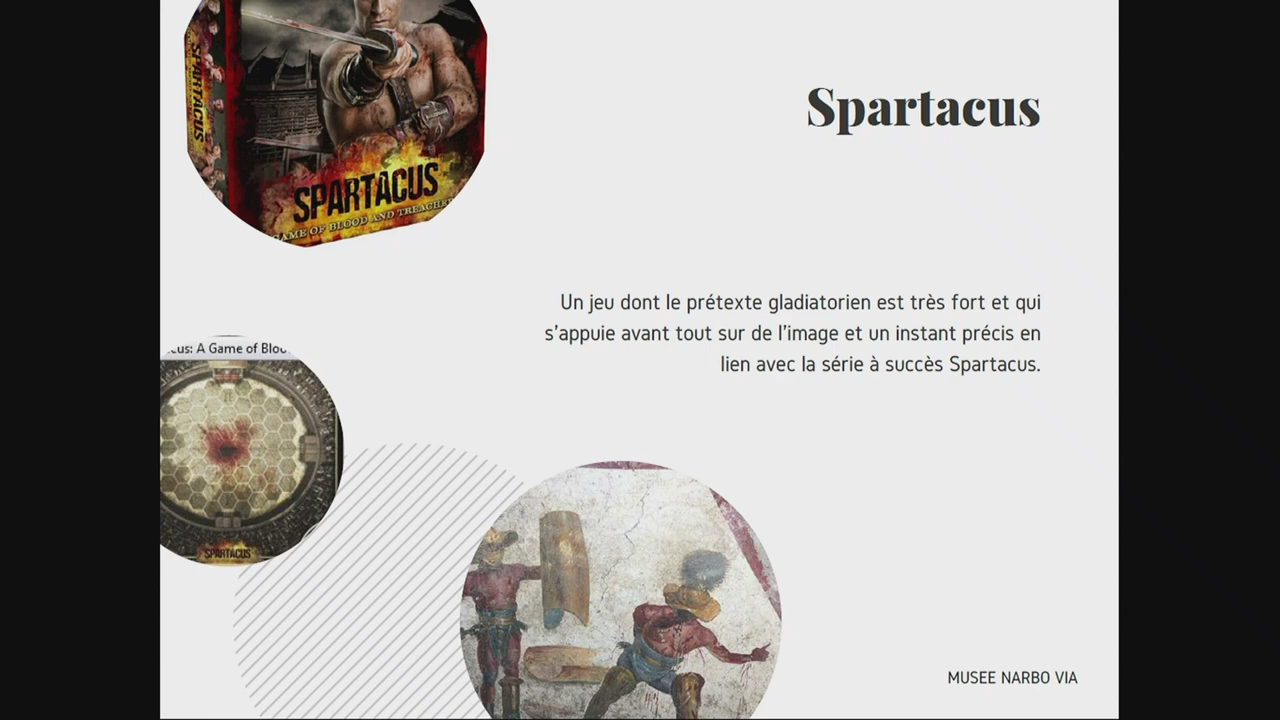 SPARTACUS
SPARTACUS
GAME OF BLOOD AND TREACHE
Spartacus
Un jeu dont le prétexte gladiatorien est très fort et qui
s'appuie avant tout sur de l'image et un instant précis en
lien avec la série à succès Spartacus.
cus: A Game of Bloo
SPARTACUS
MUSEE NARBO VIA